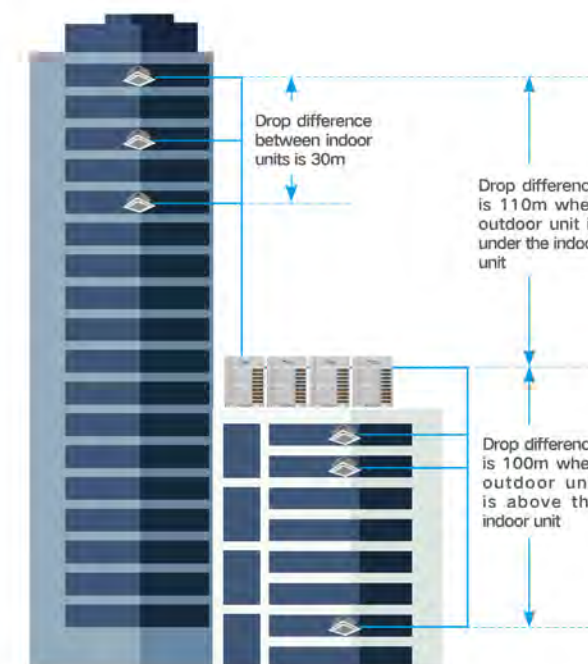 Drop difference
between indoor
units is 30m
Drop differenc
is 110m whe
outdoor unit i
under the indoo
unit
Drop differenc
is 100m whe
outdoor un
is above th
indoor unit